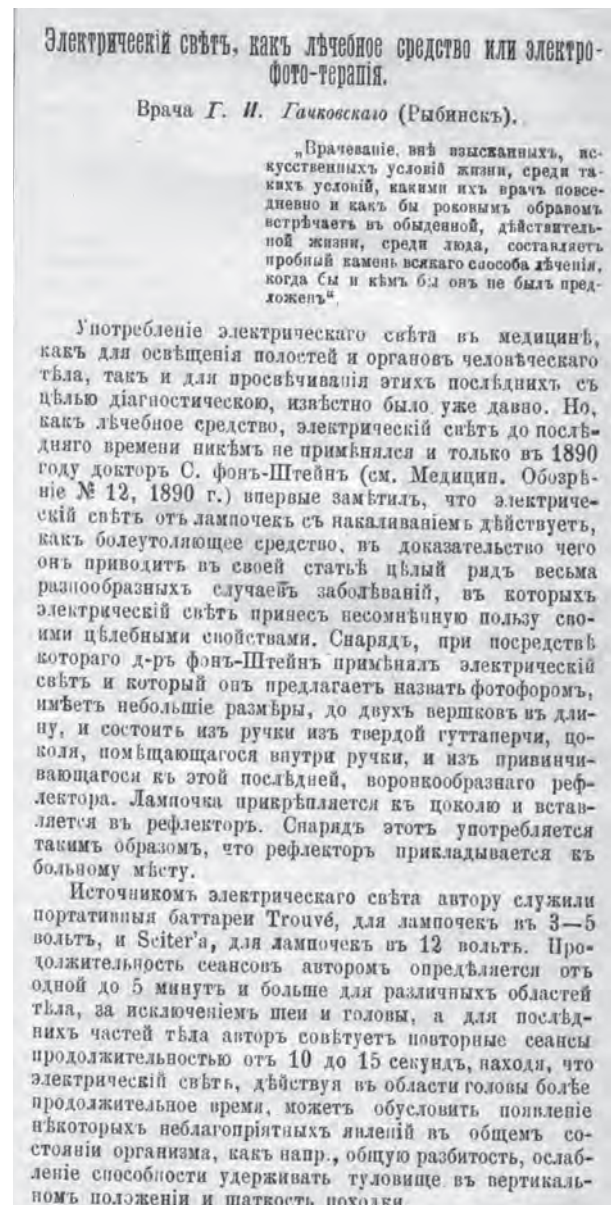 Электрическій свѣтъ, какъ лѣчебное средство или электро-
фото-терапія.
Врача Г. И. Гачковскаго (Рыбинскъ).
„Врачеваніе, внѣ изысканныхъ, ис-
кусственныхъ условій жизни, среди та-
кихъ условій, какими ихъ врачъ повсе-
дневно и какъ бы роковымъ образомъ
встрѣчаетъ въ обыденной, дѣйствитель-
ной жизни, среди люда, составляетъ
пробный камень всякаго способа лѣченія,
когда бы и кѣмъ бы онъ не былъ пред-
ложенъ“.
Употребленіе электрическаго свѣта въ медицинѣ,
какъ для освѣщенія полостей и органовъ человѣческаго
тѣла, такъ и для просвѣчиванія этихъ послѣднихъ съ
цѣлью діагностическою, извѣстно было уже давно. Но,
какъ лѣчебное средство, электрическій свѣтъ до послѣд-
няго времени никѣмъ не примѣнялся и только въ 1890
году докторъ С. фонъ-Штейнъ (см. Медицин. Обозрѣ-
ніе № 12, 1890 г.) впервые замѣтилъ, что электриче-
скій свѣтъ отъ лампочекъ съ накаливаніемъ дѣйствуетъ,
какъ болеутоляющее средство, въ доказательство чего
онъ приводитъ въ своей статьѣ цѣлый рядъ весьма
разнообразныхъ случаевъ заболѣваній, въ которыхъ
электрическій свѣтъ принесъ несомнѣнную пользу сво-
ими цѣлебными свойствами. Снарядъ, при посредствѣ
котораго д-ръ фонъ-Штейнъ примѣнялъ электрическій
свѣтъ и который онъ предлагаетъ назвать фотофоромъ,
имѣетъ небольшіе размѣры, до двухъ вершковъ въ дли-
ну, и состоитъ изъ ручки изъ твердой гуттаперчи, цо-
коля, помѣщающагося внутри ручки, и изъ привинчи-
вающагося къ этой послѣдней, воронкообразнаго реф-
лектора. Лампочка прикрѣпляется къ цоколю и встав-
ляется въ рефлекторъ. Снарядъ этотъ употребляется
такимъ образомъ, что рефлекторъ прикладывается къ
больному мѣсту.
Источникомъ электрическаго свѣта автору служили
портативныя баттареи Trouvé, для лампочекъ въ 3—5
вольтъ, и Seiter'a, для лампочекъ въ 12 вольтъ. Про-
должительность сеансовъ авторомъ опредѣляется отъ
одной до 5 минутъ и больше для различныхъ областей
тѣла, за исключеніемъ шеи и головы, а для послѣд-
нихъ частей тѣла авторъ совѣтуетъ повторные сеансы
продолжительностью отъ 10 до 15 секундъ, находя, что
электрическій свѣтъ, дѣйствуя въ области головы болѣе
продолжительное время, можетъ обусловить появленіе
нѣкоторыхъ неблагопріятныхъ явленій въ общемъ со-
стояніи организма, какъ напр., общую разбитость, ослаб-
леніе способности удерживать туловище въ вертикаль-
номъ положеніи и шаткость походки.